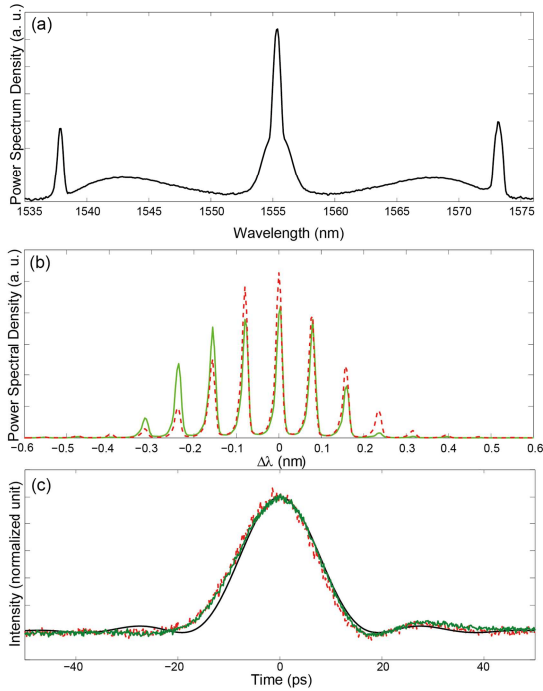 (a)
Power Spectrum Density (a. u.)
1535 1540 1545 1550 1555 1560 1565 1570 1575
Wavelength (nm)
(b)
Power Spectral Density (a. u.)
-0.6 -0.5 -0.4 -0.3 -0.2 -0.1 0 0.1 0.2 0.3 0.4 0.5 0.6
Δλ (nm)
(c)
Intensity (normalized unit)
−40 −20 0 20 40
Time (ps)